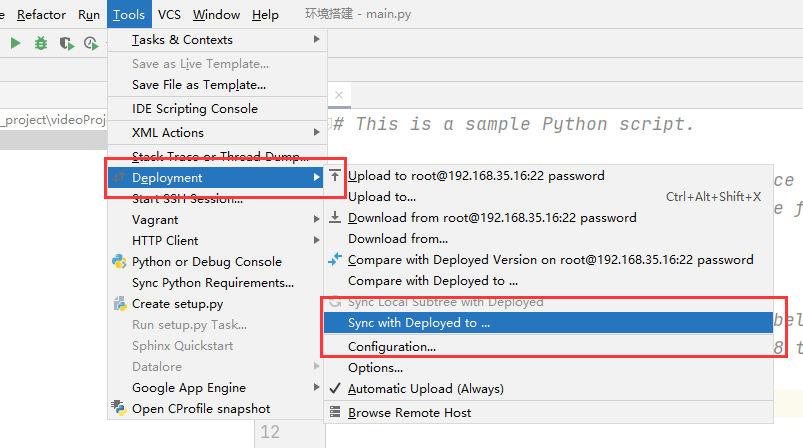 e Refactor Run Tools VCS Window Help 环境搭建 - main.py
Tasks & Contexts
Save as Live Template...
Save File as Template...
IDE Scripting Console
_project\videoProj
XML Actions
# This is a sample Python script.
Stack Trace or Thread Dump...
Deployment
Start SSH Session...
Vagrant
HTTP Client
Python or Debug Console
Sync Python Requirements...
Create setup.py
Run setup.py Task...
Sphinx Quickstart
Datalore
Google App Engine
Open CProfile snapshot
Upload to root@192.168.35.16:22 password
Upload to... Ctrl+Alt+Shift+X
Download from root@192.168.35.16:22 password
Download from...
Compare with Deployed Version on root@192.168.35.16:22 password
Compare with Deployed to ...
Sync Local Subtree with Deployed
Sync with Deployed to ...
Configuration...
Options...
Automatic Upload (Always)
Browse Remote Host
ce
e f
bel
8 t
12